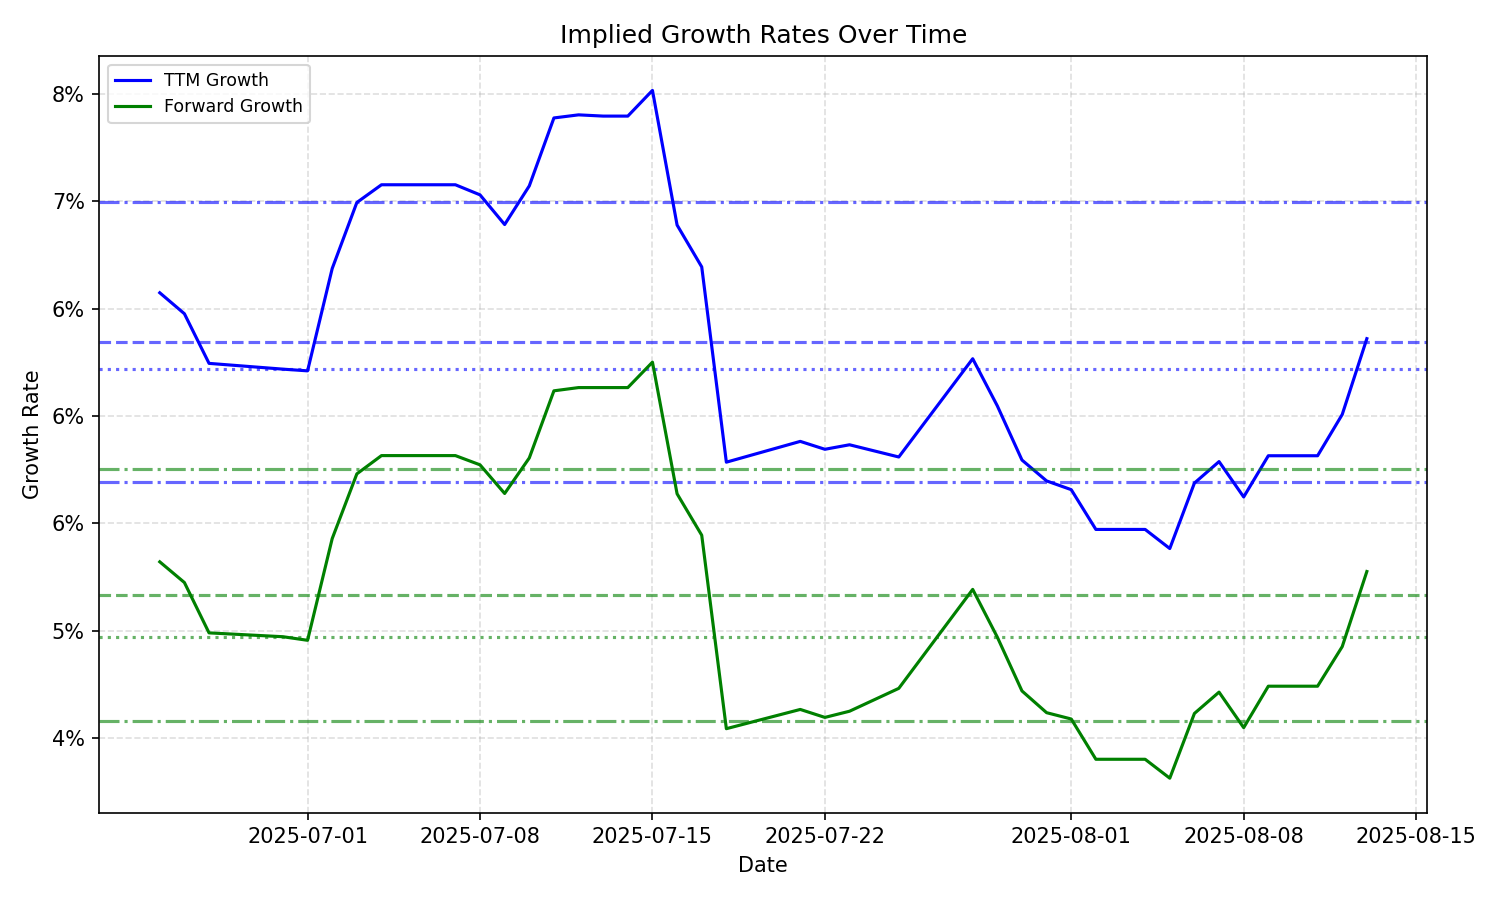 Implied Growth Rates Over Time
TTM Growth
Forward Growth
8%
7%
6%
6%
6%
5%
4%
Growth Rate
2025-07-01
2025-07-08
2025-07-15
2025-07-22
2025-08-01
2025-08-08
2025-08-15
Date